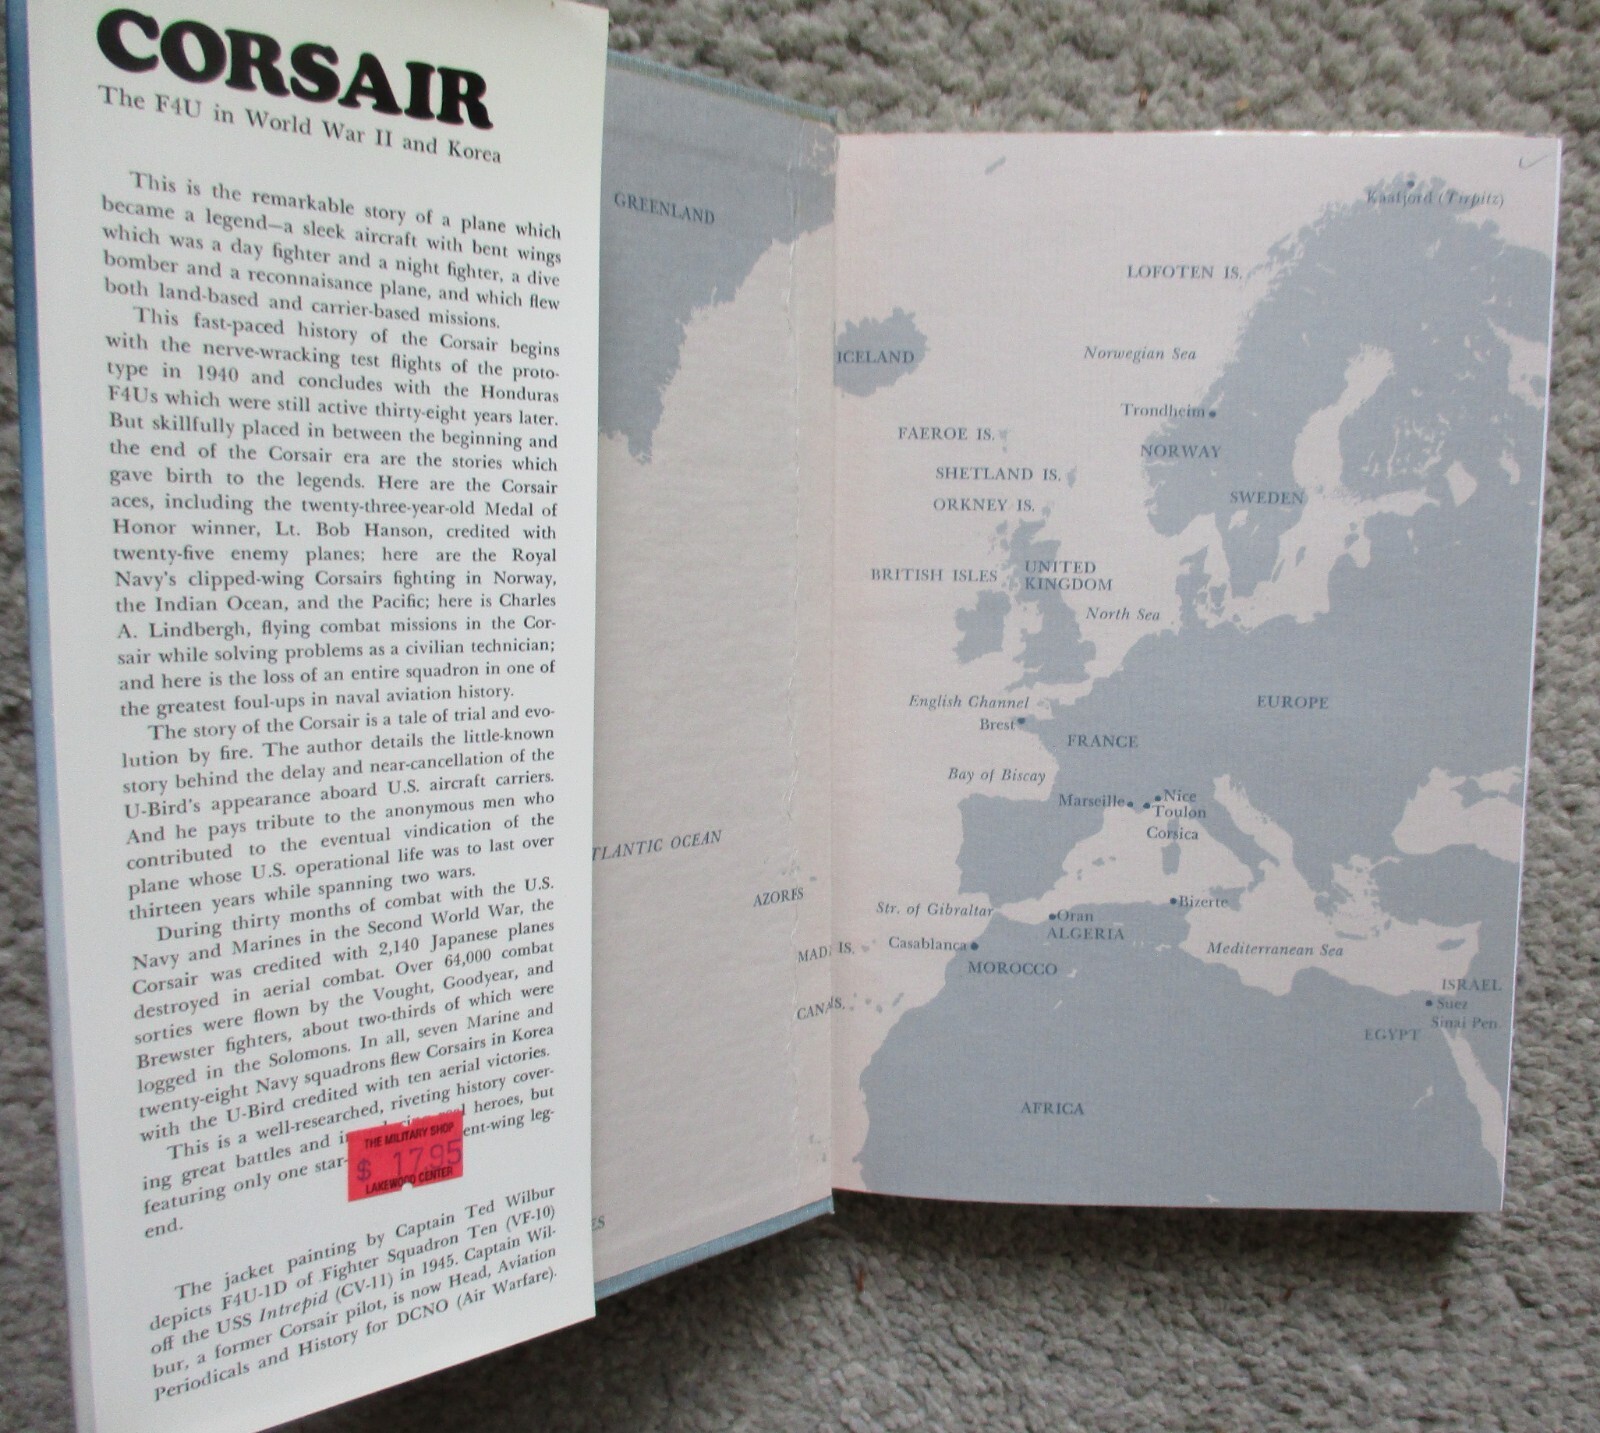 CORSAIR
The F4U in World War II and Korea
This is the remarkable story of a plane which
became a legend—a sleek aircraft with bent wings
which was a day fighter and a night fighter, a dive
bomber and a reconnaisance plane, and which flew
both land-based and carrier-based missions.
This fast-paced history of the Corsair begins
with the nerve-wracking test flights of the proto-
type in 1940 and concludes with the Honduras
F4Us which were still active thirty-eight years later.
But skillfully placed in between the beginning and
the end of the Corsair era are the stories which
gave birth to the legends. Here are the Corsair
aces, including the twenty-three-year-old Medal of
Honor winner, Lt. Bob Hanson, credited with
twenty-five enemy planes; here are the Royal
Navy's clipped-wing Corsairs fighting in Norway,
the Indian Ocean, and the Pacific; here is Charles
A. Lindbergh, flying combat missions in the Cor-
sair while solving problems as a civilian technician;
and here is the loss of an entire squadron in one of
the greatest foul-ups in naval aviation history.
The story of the Corsair is a tale of trial and evo-
lution by fire. The author details the little-known
story behind the delay and near-cancellation of the
U-Bird's appearance aboard U.S. aircraft carriers.
And he pays tribute to the anonymous men who
contributed to the eventual vindication of the
plane whose U.S. operational life was to last over
thirteen years while spanning two wars.
During thirty months of combat with the U.S.
Navy and Marines in the Second World War, the
Corsair was credited with 2,140 Japanese planes
destroyed in aerial combat. Over 64,000 combat
sorties were flown by the Vought, Goodyear, and
Brewster fighters, about two-thirds of which were
logged in the Solomons. In all, seven Marine and
twenty-eight Navy squadrons flew Corsairs in Korea
with the U-Bird credited with ten aerial victories.
This is a well-researched, riveting history cover-
ing great battles and heroes, but
featuring only one star- ent-wing leg-
end.
THE MILITARY SHOP
$ 17.95
LAKEWOOD CENTER
The jacket painting by Captain Ted Wilbur
depicts F4U-1D of Fighter Squadron Ten (VF-10)
off the USS Intrepid (CV-11) in 1945. Captain Wil-
bur, a former Corsair pilot, is now Head, Aviation
Periodicals and History for DCNO (Air Warfare).
GREENLAND
TLANTIC OCEAN
AZORES
MAD. IS.
CAN. IS.
ES
Kaafjord (Tirpitz)
LOFOTEN IS.
Norwegian Sea
ICELAND
Trondheim
FAEROE IS.
NORWAY
SHETLAND IS.
SWEDEN
ORKNEY IS.
BRITISH ISLES
UNITED
KINGDOM
North Sea
English Channel
EUROPE
Brest
FRANCE
Bay of Biscay
Marseille
Nice
Toulon
Corsica
Str. of Gibraltar
Bizerte
Oran
ALGERIA
Casablanca
Mediterranean Sea
MOROCCO
ISRAEL
Suez
Sinai Pen.
EGYPT
AFRICA